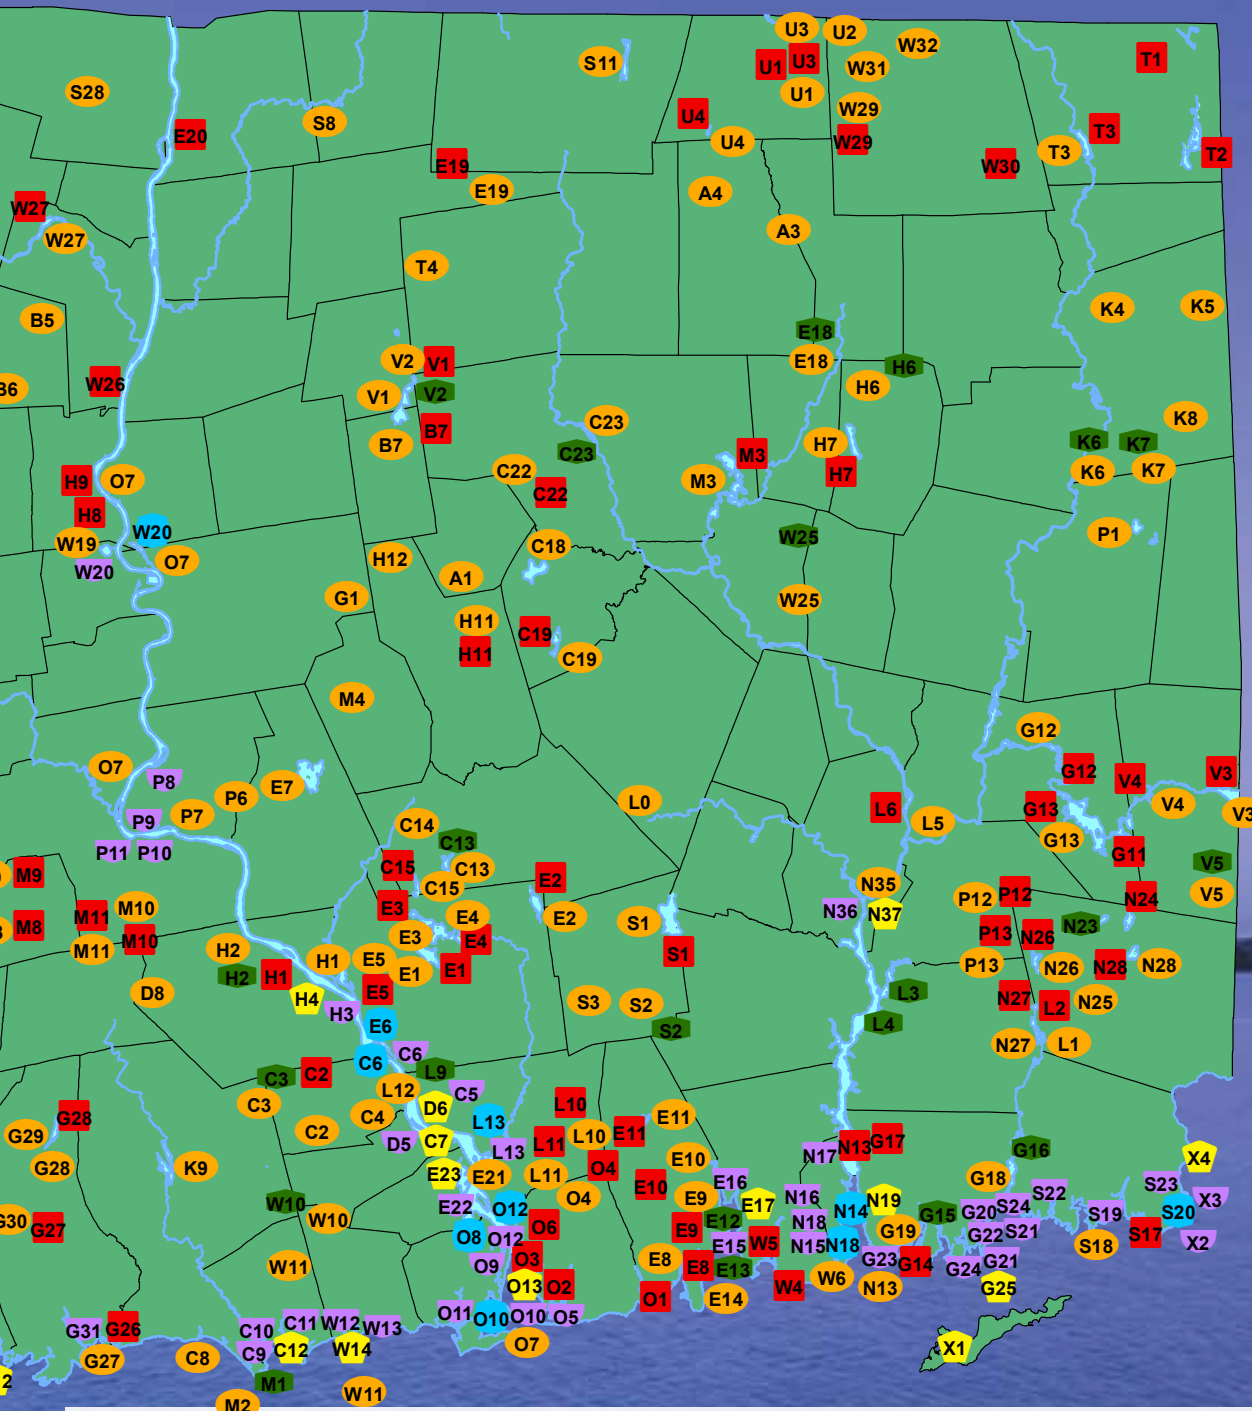 U3 U2
W32
S11 U1 U3 W31 T1
S28 U1
U4 W29
S8 E20 U4 W29 T3
T3 T2
E19 W30
E19 A4
W27
W27 A3
T4
B5 K4 K5
E18
V2 V1 E18 H6
W26 V1 V2 H6
B6
C23 K8
B7 B7 H7 K6 K7
C23 M3
H9 O7 C22 M3 H7 K6 K7
C22
H8
W19 W20 C18 W25 P1
H12
W20 O7 A1
G1 W25
H11
H11 C19
C19
M4
G12
O7 P8 G12 V4 V3
E7
P6 L0 L6 G13 V4
P9 P7 C14 L5 V3
P11 P10 C13 G13 G11
C15 C13 V5
M9 C15 E2 N35 V5
M10 E3 P12 P12 N24
M11 E4 E2 N36 N37
M8 S1 N23
M10 E3 E4 P13 N26
M11 H2 S1
H1 E5 E1 P13 N26 N28 N28
H2 H1 E1
D8 H4 E5 L3 N27 L2 N25
H3 S3 S2
E6 S2 L4
C6 C6 N27 L1
C3 C2 L9
L12 C5
C3 C4 D6 L10
G28 E11
C2 L13 E11
G29 D5 C7 L11 L10 N13 G17
G28 L13 N17 G16
K9 E23 E21 L11 O4 E10 X4
G18
W10 E22 O12 O4 E10 E9 E16 E17 N16 N19 S22 S23 X3
G30 W10 N14 G15 G20 S24 S19 S20
G27 O6 E9 E12 N18 G19 S21
O8 O12 E15 W5 N15 N18 G22 S18 S17 X2
W11 O9 O3 E8 E8 E13 G23 G14 G24 G21
O13 O2 W4 W6 N13 G25
O1 E14
O11 O10 O10 O5
G31 G26 C10 C11 W12 W13
G27 C8 C9 C12 W14 O7 X1
M1
W11
M2